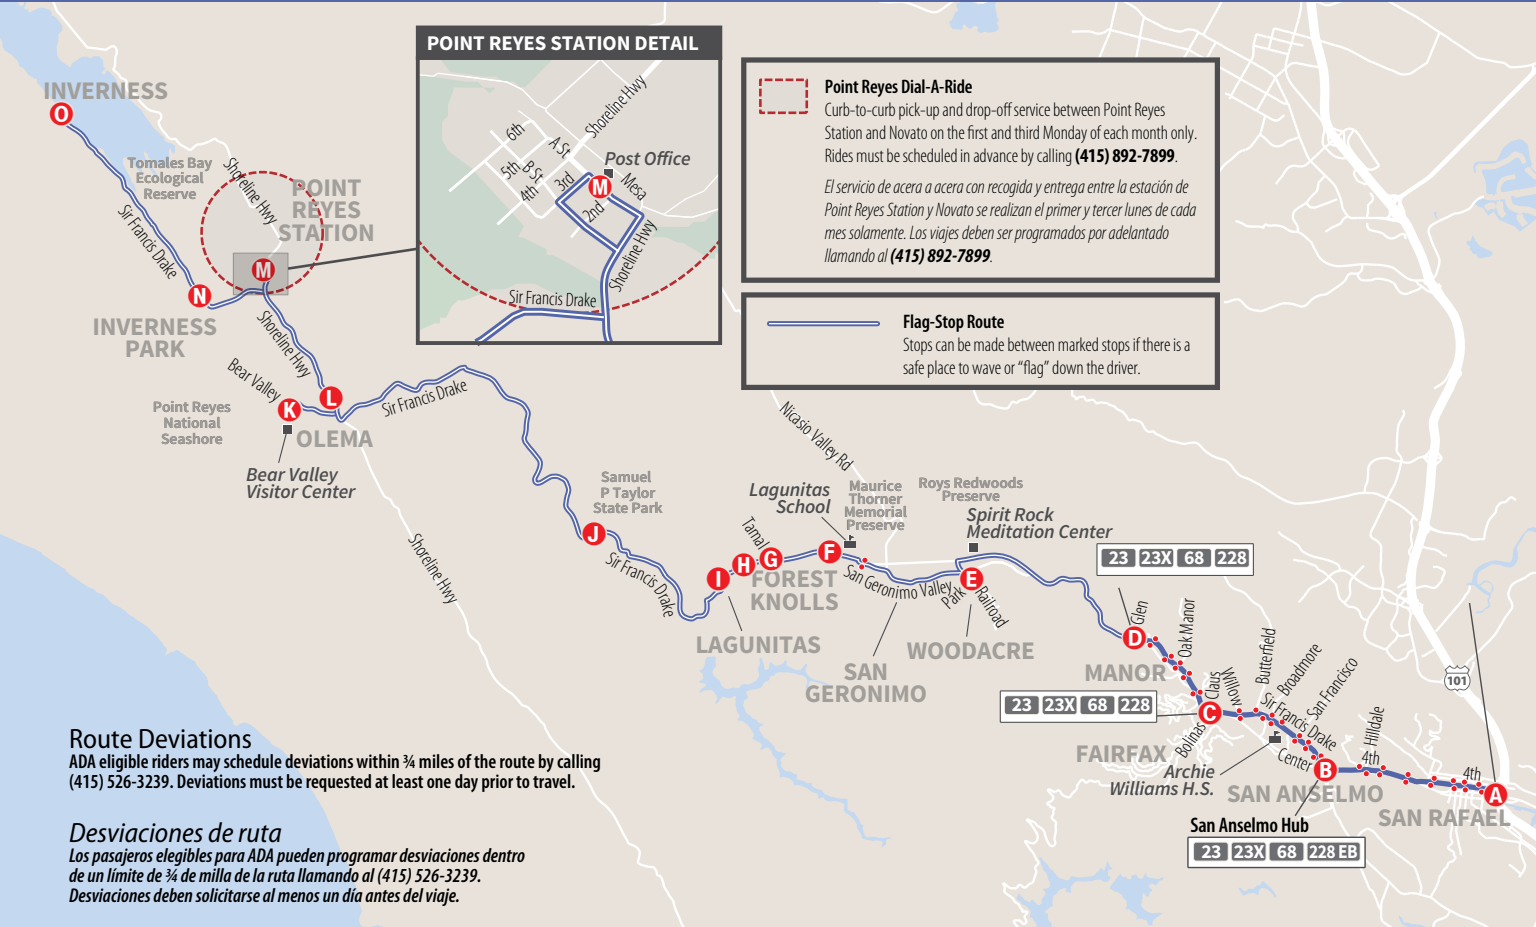 INVERNESS
O
Tomales Bay
Ecological
Reserve
Shoreline Hwy
POINT
REYES
STATION
Sir Francis Drake
M
N
INVERNESS
PARK
Shoreline Hwy
Bear Valley
L
K
Point Reyes
National
Seashore
OLEMA
Bear Valley
Visitor Center
Sir Francis Drake
Shoreline Hwy
POINT REYES STATION DETAIL
Shoreline Hwy
6th
A St
5th
B St
4th
3rd
Post Office
M
Mesa
2nd
Shoreline Hwy
Sir Francis Drake
Point Reyes Dial-A-Ride
Curb-to-curb pick-up and drop-off service between Point Reyes
Station and Novato on the first and third Monday of each month only.
Rides must be scheduled in advance by calling (415) 892-7899.
El servicio de acera a acera con recogida y entrega entre la estación de
Point Reyes Station y Novato se realizan el primer y tercer lunes de cada
mes solamente. Los viajes deben ser programados por adelantado
llamando al (415) 892-7899.
Flag-Stop Route
Stops can be made between marked stops if there is a
safe place to wave or “flag” down the driver.
Nicasio Valley Rd
Samuel
P Taylor
State Park
J
Sir Francis Drake
Lagunitas
School
Maurice
Thorner
Memorial
Preserve
Roys Redwoods
Preserve
Spirit Rock
Meditation Center
Tamal
I
H
G
F
FOREST
KNOLLS
LAGUNITAS
San Geronimo Valley
E
Park
Railroad
SAN
GERONIMO
WOODACRE
23 23X 68 228
D
Glen
MANOR
Oak Manor
23 23X 68 228
Claus
C
Bolinas
FAIRFAX
Willow
Butterfield
Broadmore
San Francisco
Sir Francis Drake
Center
Archie
Williams H.S.
B
SAN ANSELMO
San Anselmo Hub
23 23X 68 228 EB
Hilldale
4th
4th
A
SAN RAFAEL
101
Route Deviations
ADA eligible riders may schedule deviations within ¾ miles of the route by calling
(415) 526-3239. Deviations must be requested at least one day prior to travel.
Desviaciones de ruta
Los pasajeros elegibles para ADA pueden programar desviaciones dentro
de un límite de ¾ de milla de la ruta llamando al (415) 526-3239.
Desviaciones deben solicitarse al menos un día antes del viaje.